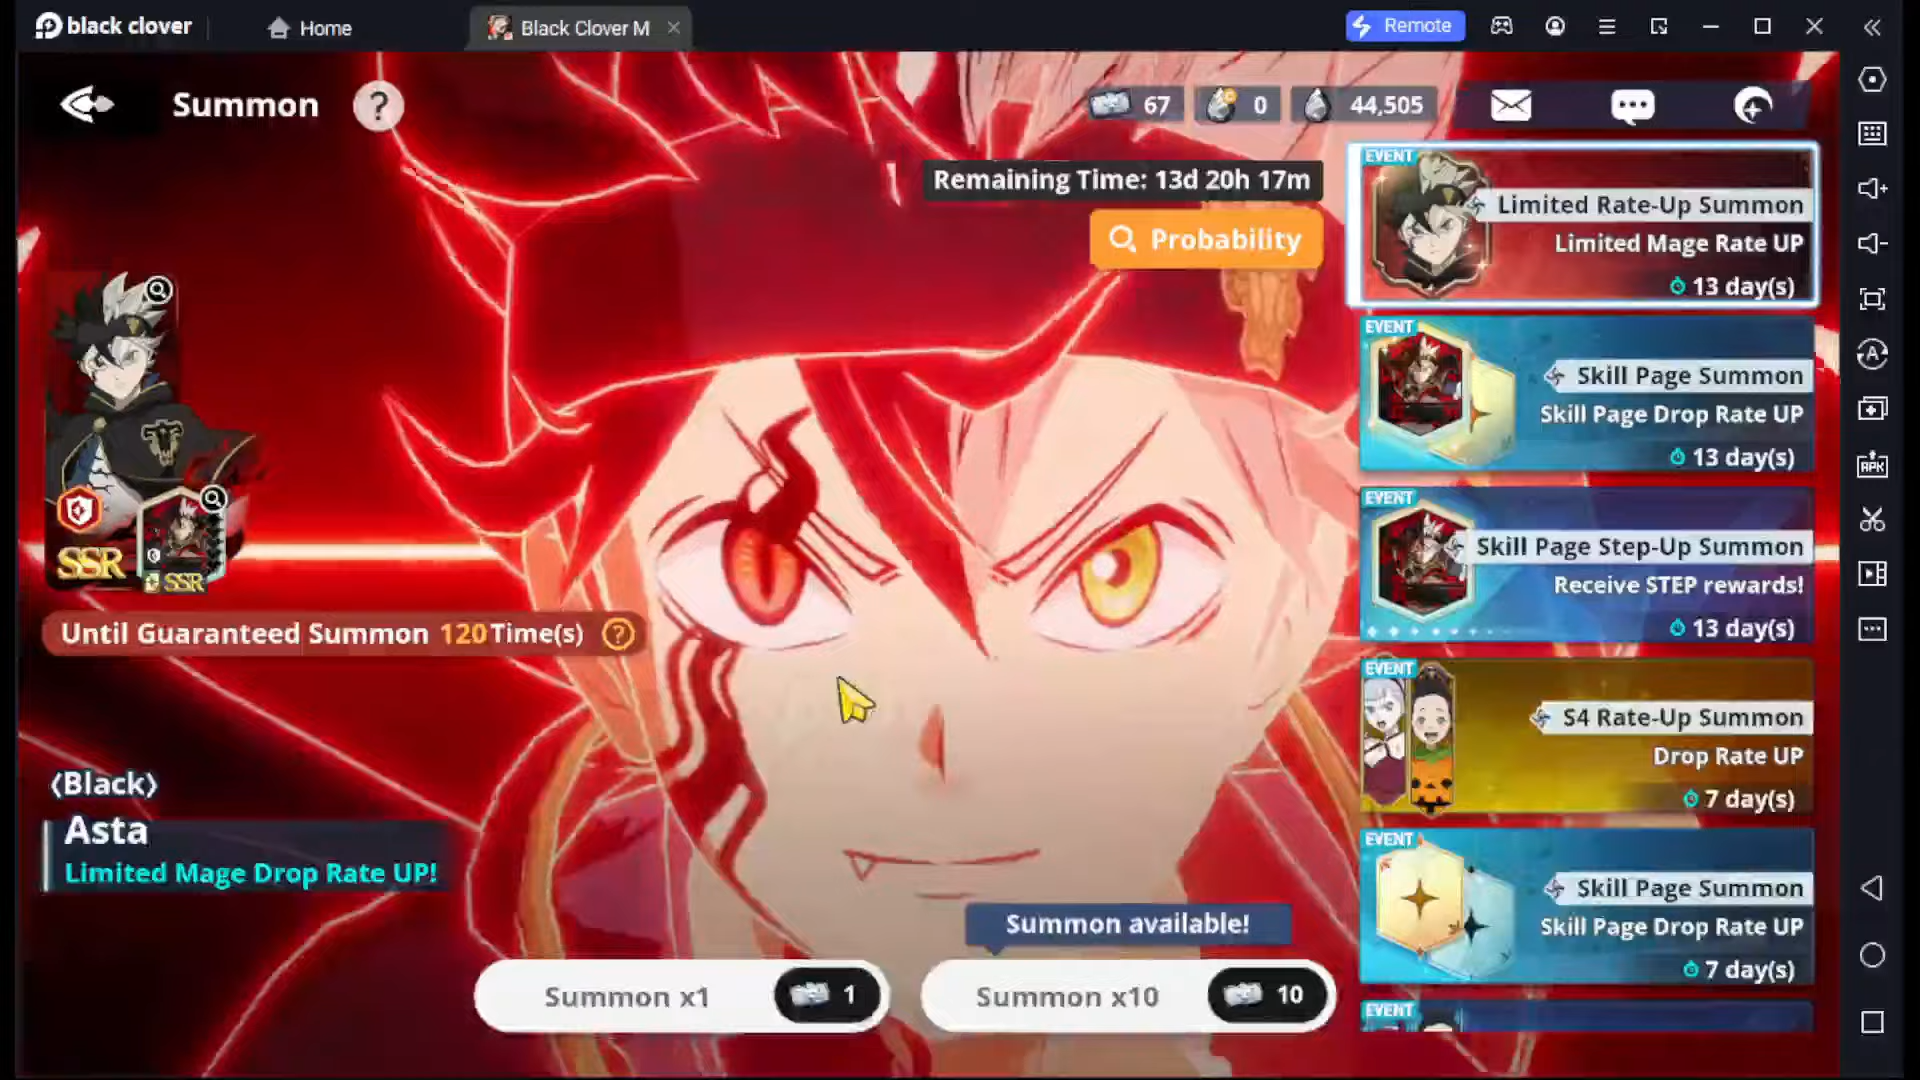 black clover
Home
Black Clover M
Remote
Summon
?
67
0
44,505
Remaining Time: 13d 20h 17m
Probability
SSR
SSR
Until Guaranteed Summon 120Time(s) ?
⟨Black⟩
Asta
Limited Mage Drop Rate UP!
Summon available!
Summon x1
1
Summon x10
10
EVENT
Limited Rate-Up Summon
Limited Mage Rate UP
13 day(s)
EVENT
Skill Page Summon
Skill Page Drop Rate UP
13 day(s)
EVENT
Skill Page Step-Up Summon
Receive STEP rewards!
13 day(s)
EVENT
S4 Rate-Up Summon
Drop Rate UP
7 day(s)
EVENT
Skill Page Summon
Skill Page Drop Rate UP
7 day(s)
EVENT
A
APK